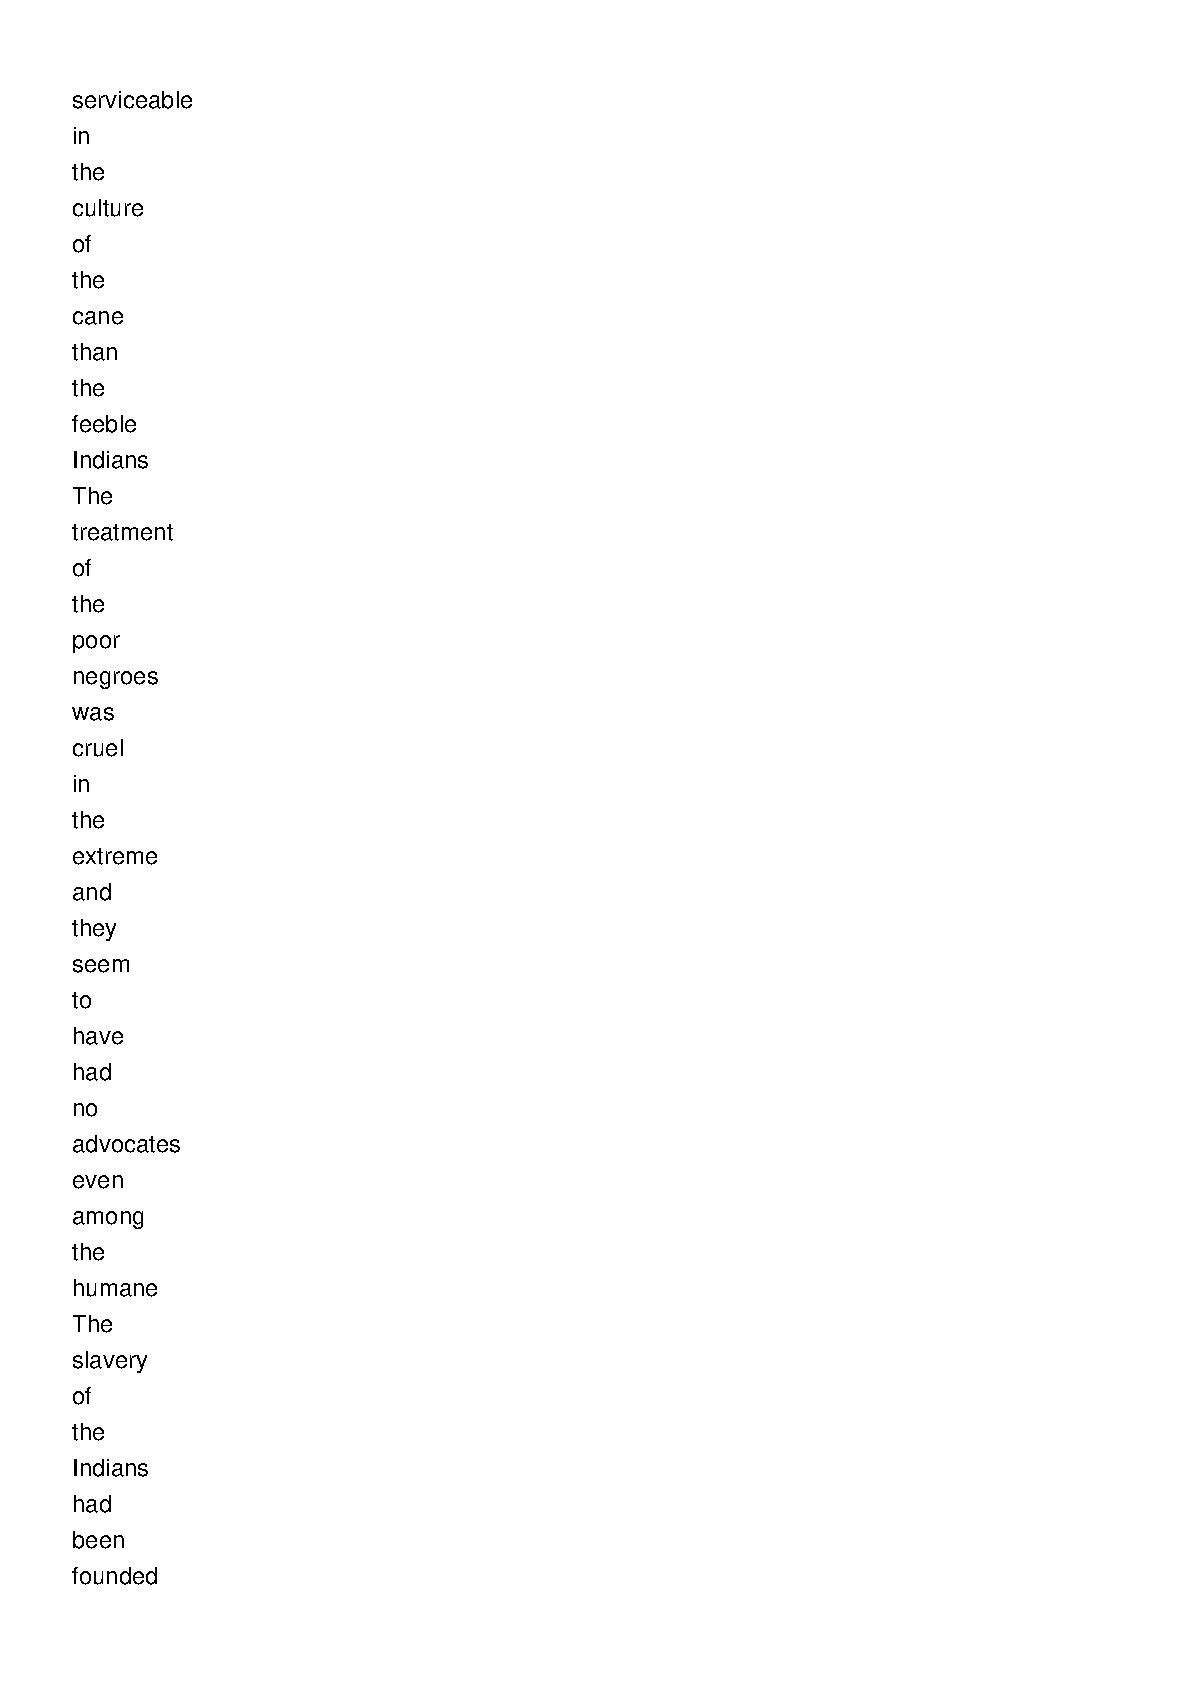 serviceable
in
the
culture
of
the
cane
than
the
feeble
Indians
The
treatment
of
the
poor
negroes
was
cruel
in
the
extreme
and
they
seem
to
have
had
no
advocates
even
among
the
humane
The
slavery
of
the
Indians
had
been
founded